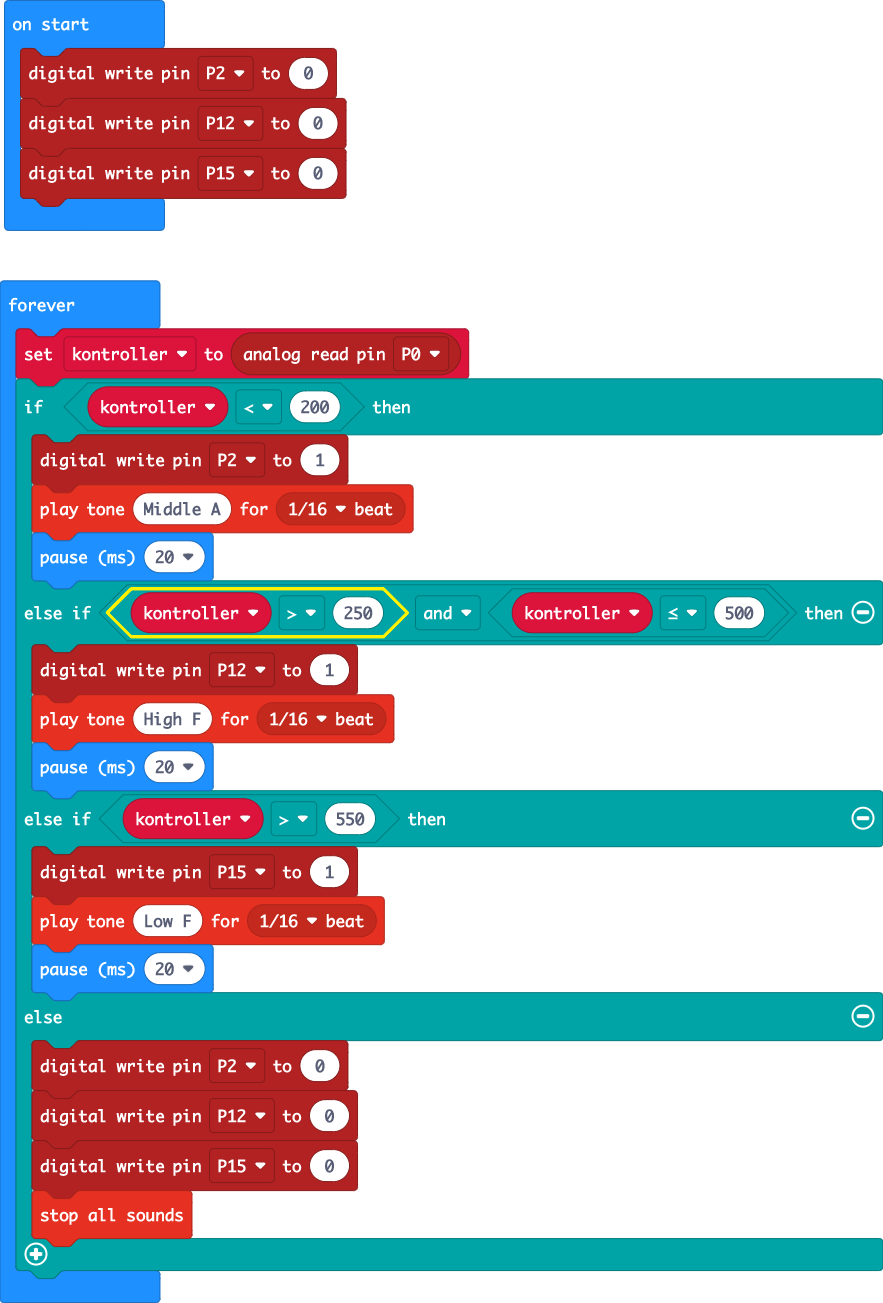 on start
digital write pin P2 to 0
digital write pin P12 to 0
digital write pin P15 to 0
forever
set kontroller to analog read pin P0
if kontroller < 200 then
digital write pin P2 to 1
play tone Middle A for 1/16 beat
pause (ms) 20
else if kontroller > 250 and kontroller ≤ 500 then
digital write pin P12 to 1
play tone High F for 1/16 beat
pause (ms) 20
else if kontroller > 550 then
digital write pin P15 to 1
play tone Low F for 1/16 beat
pause (ms) 20
else
digital write pin P2 to 0
digital write pin P12 to 0
digital write pin P15 to 0
stop all sounds